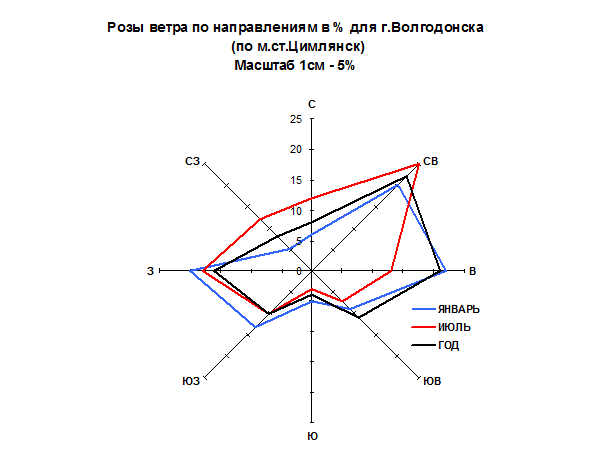 Розы ветра по направлениям в % для г.Волгодонска
(по м.ст.Цимлянск)
Масштаб 1см - 5%
С
25
СЗ
СВ
20
15
10
5
З
0
В
ЯНВАРЬ
ИЮЛЬ
ГОД
ЮЗ
ЮВ
Ю